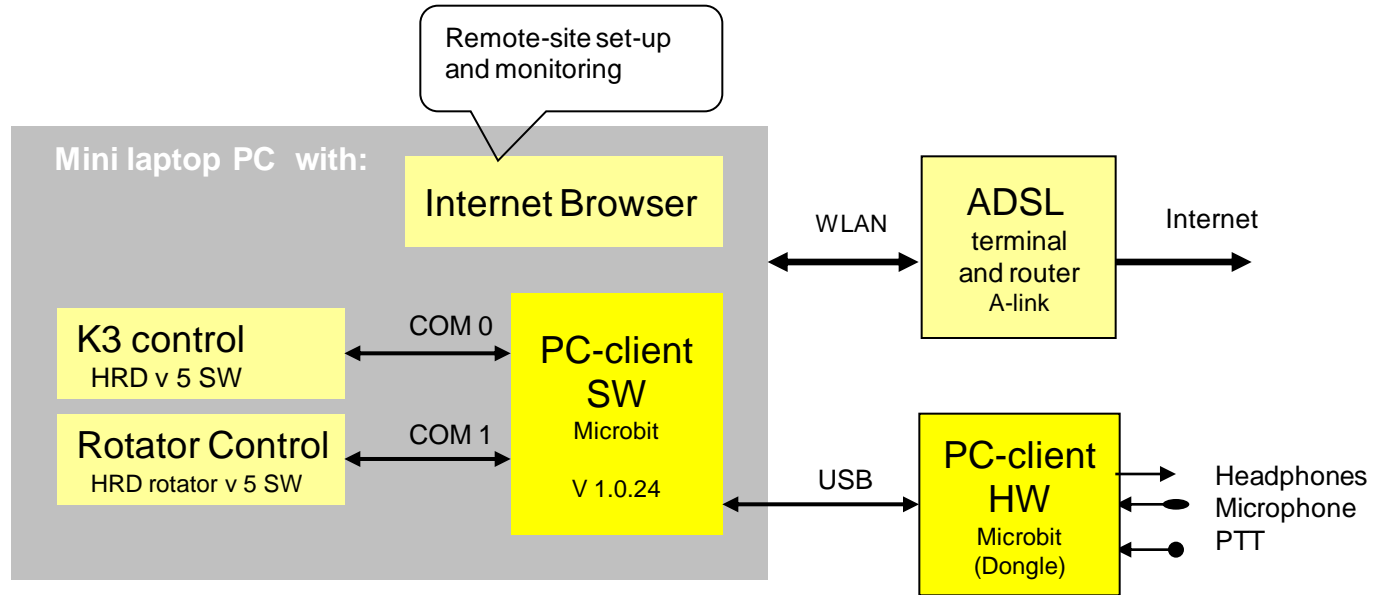 Remote-site set-up
and monitoring
Mini laptop PC with:
Internet Browser
WLAN
ADSL
terminal
and router
A-link
Internet
K3 control
HRD v 5 SW
COM 0
Rotator Control
HRD rotator v 5 SW
COM 1
PC-client
SW
Microbit
V 1.0.24
USB
PC-client
HW
Microbit
(Dongle)
Headphones
Microphone
PTT